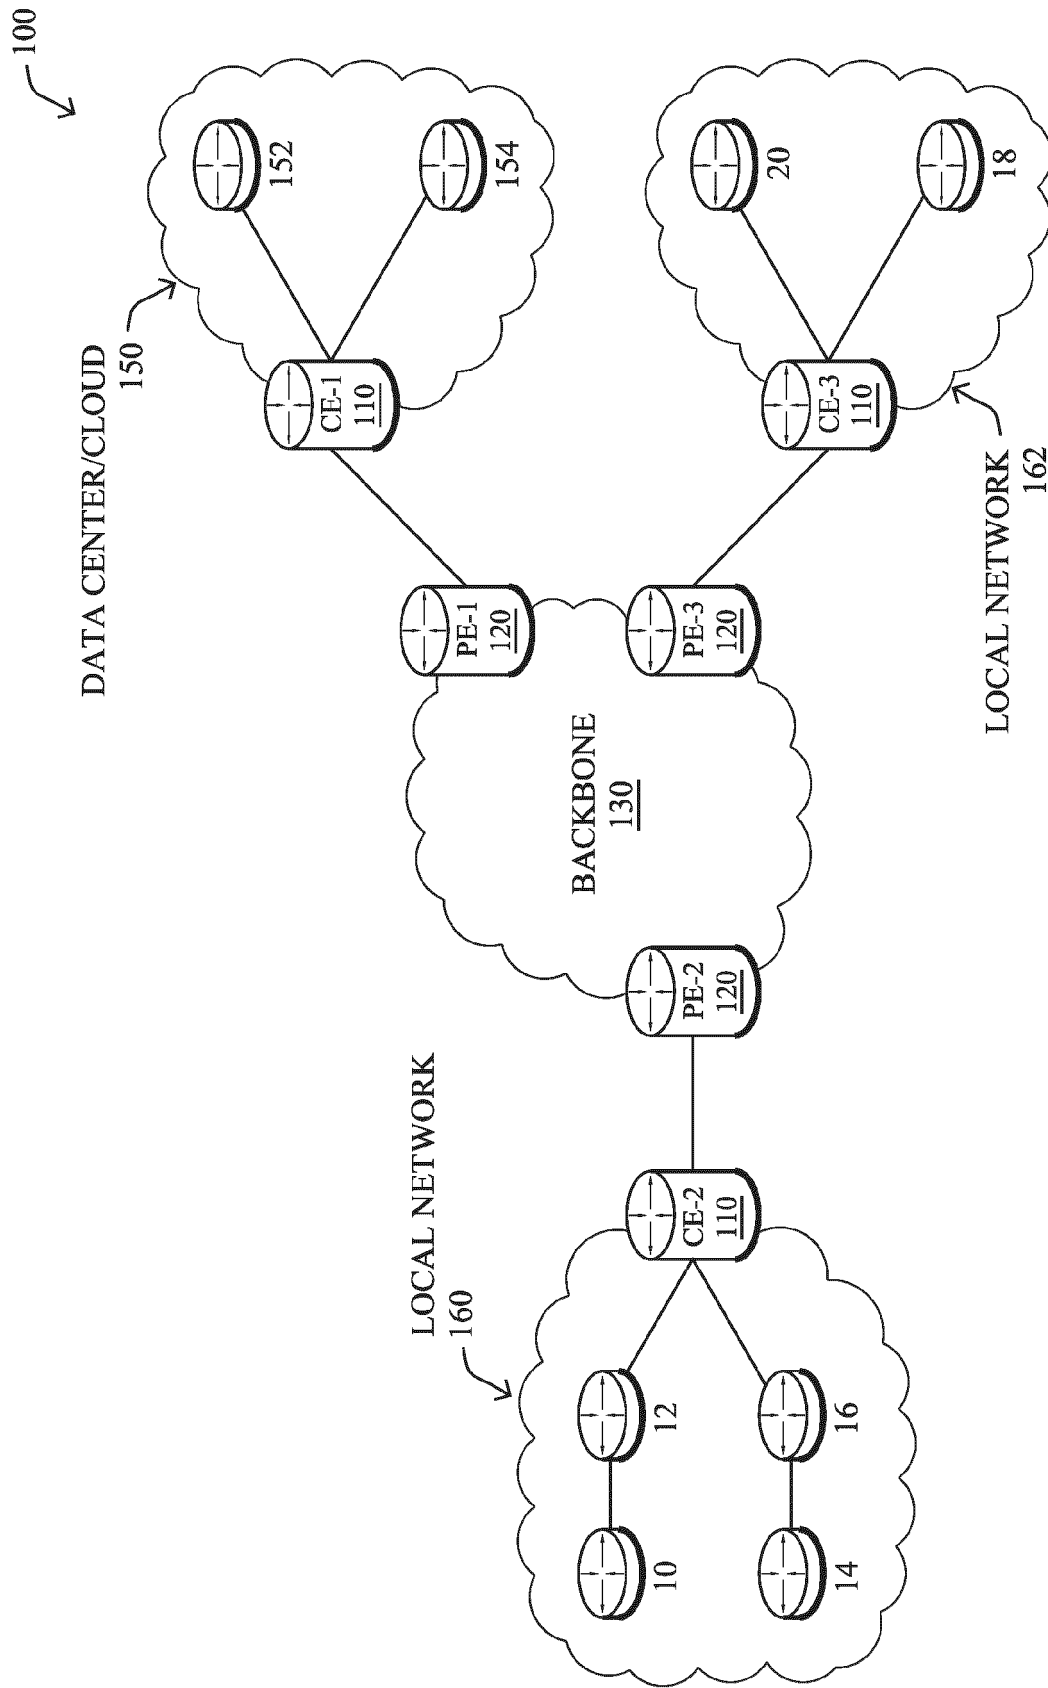 100
DATA CENTER/CLOUD
150
152
154
CE-1
110
PE-1
120
LOCAL NETWORK
160
10
12
14
16
CE-2
110
PE-2
120
BACKBONE
130
PE-3
120
CE-3
110
20
18
LOCAL NETWORK
162